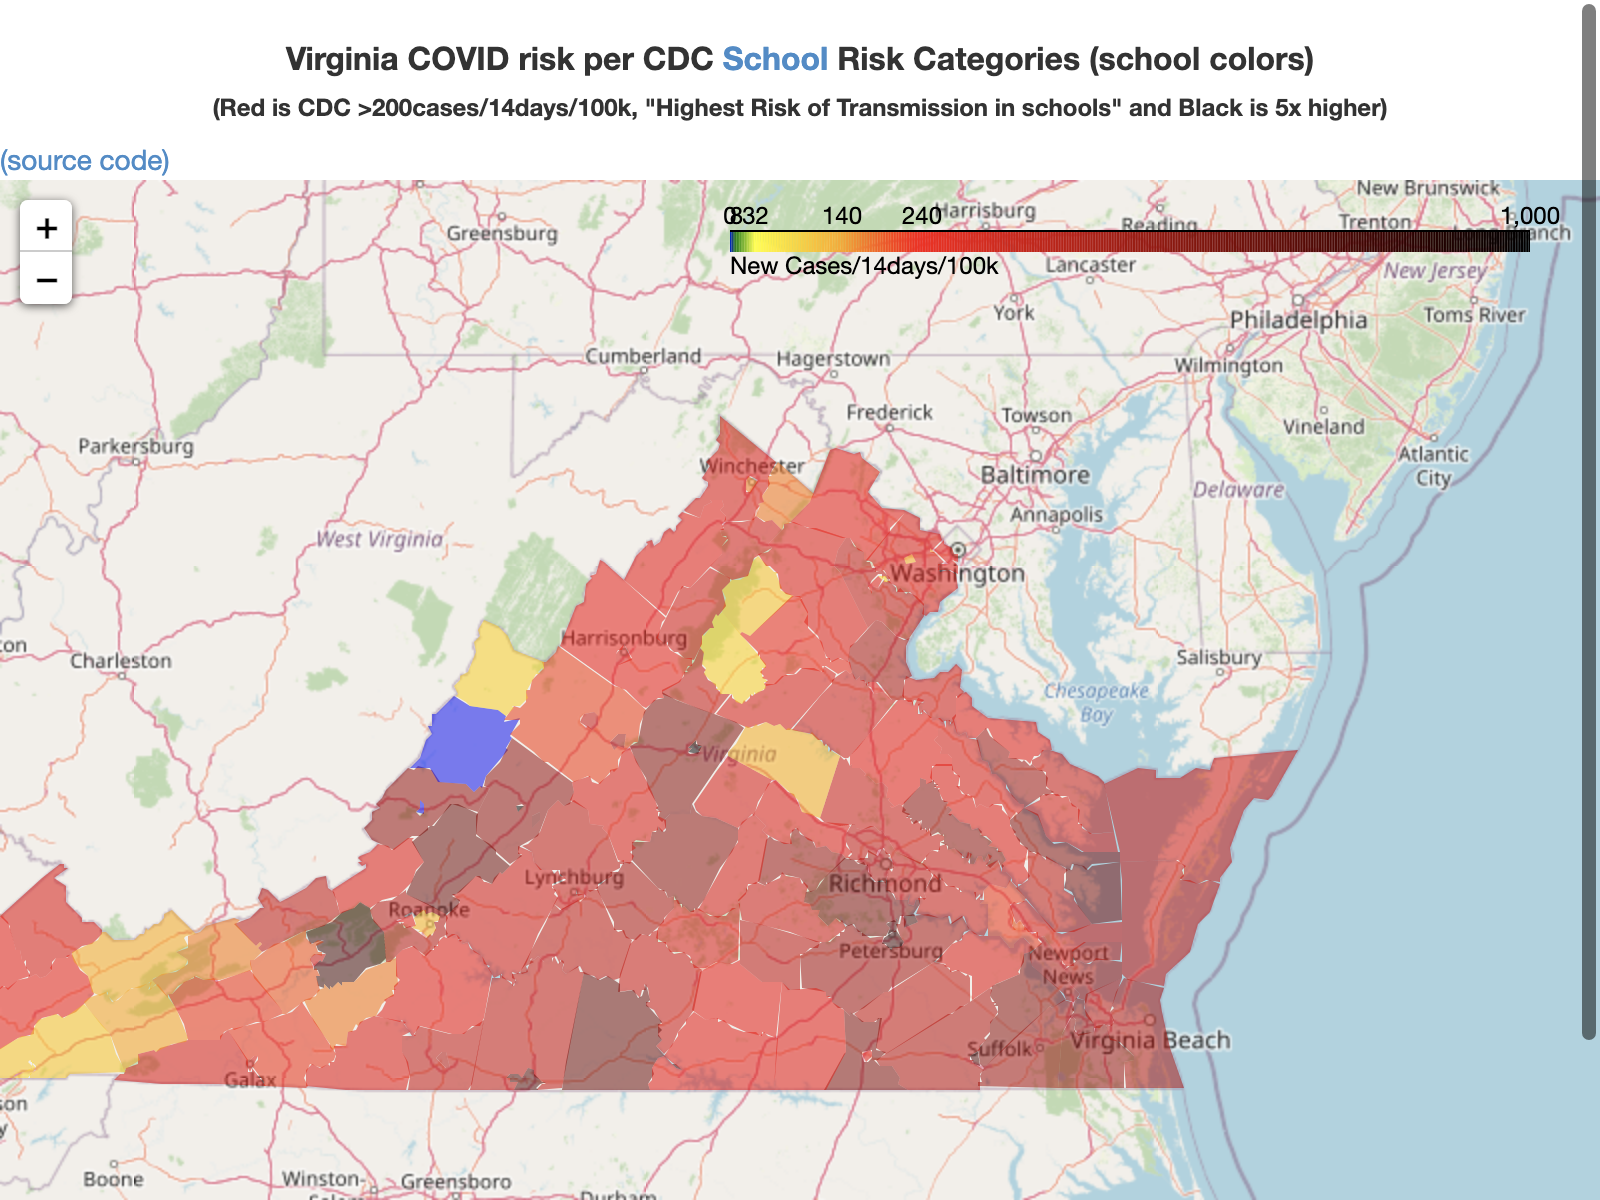 Virginia COVID risk per CDC School Risk Categories (school colors)
(Red is CDC >200cases/14days/100k, "Highest Risk of Transmission in schools" and Black is 5x higher)
(source code)
+
−
0 8 32 140 240 1,000
New Cases/14days/100k
New Brunswick
Harrisburg
Reading
Trenton
Long Branch
Greensburg
Lancaster
New Jersey
York
Philadelphia
Toms River
Cumberland
Hagerstown
Wilmington
Frederick
Towson
Vineland
Parkersburg
Atlantic
City
Winchester
Baltimore
Delaware
Annapolis
West Virginia
Washington
Harrisonburg
ton
Charleston
Salisbury
Chesapeake
Bay
Virginia
Lynchburg
Richmond
Roanoke
Petersburg
Newport
News
Virginia Beach
Suffolk
Galax
son
y
Boone
Winston-
Salem
Greensboro
Durham